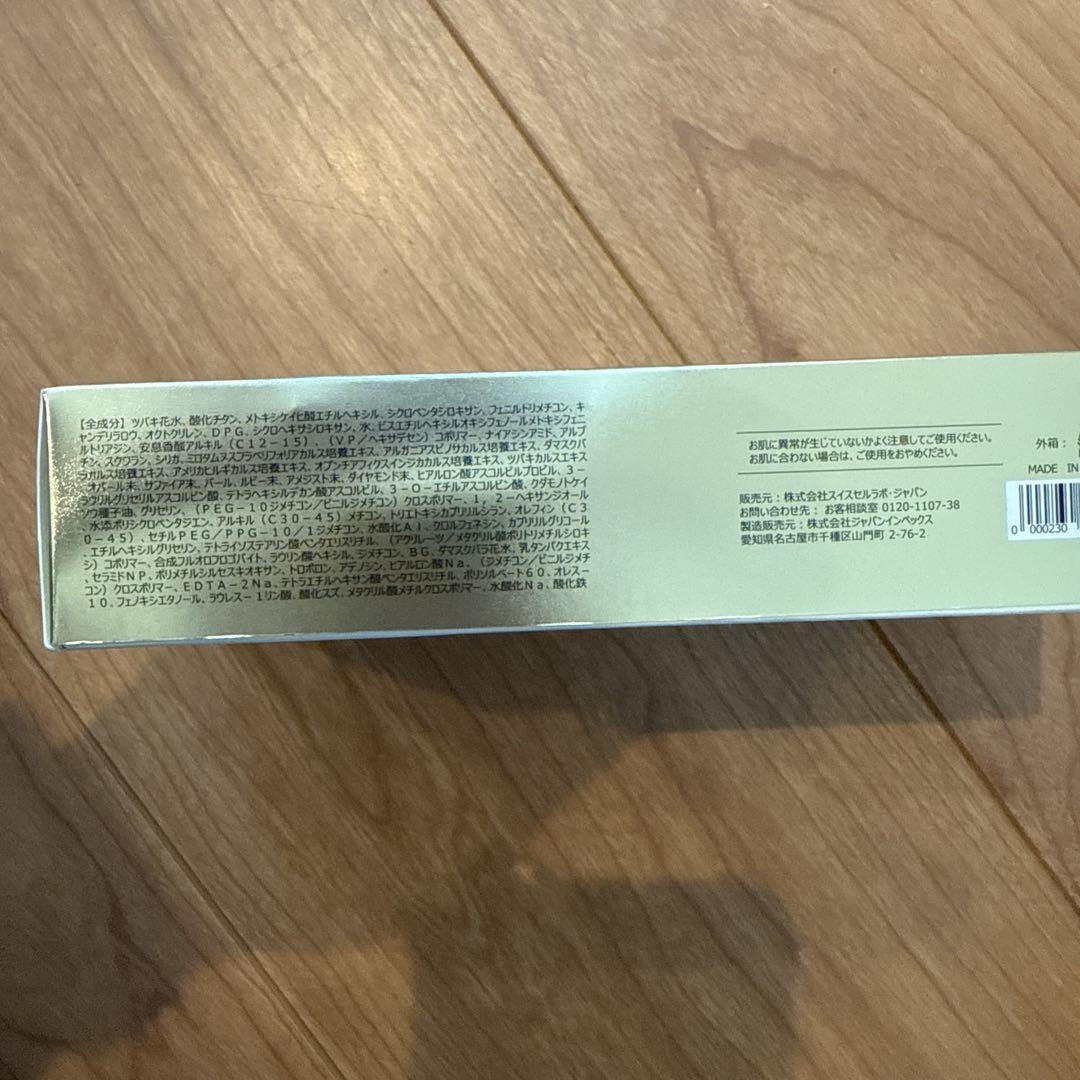 【全成分】ツバキ花水、酸化チタン、メトキシケイヒ酸エチルヘキシル、シクロペンタシロキサン、フェニルトリメチコン、キ
ャンデリラロウ、オクトクリレン、DPG、シクロヘキサシロキサン、水、ビスエチルヘキシルオキシフェノールメトキシフェニ
ルトリアジン、安息香酸アルキル(C12-15)、(VP/ヘキサデセン)コポリマー、ナイアシンアミド、アルブ
チン、スクワラン、シリカ、ミロタムヌスフラベリフォリアカルス培養エキス、アルガニアスピノサカルス培養エキス、ダマスクバ
ラカルス培養エキス、アメリカヒルギカルス培養エキス、オプンチアフィクスインジカカルス培養エキス、ツバキカルスエキス
、オパール末、サファイア末、パール、ルビー末、アメジスト末、ダイヤモンド末、ヒアルロン酸アスコルビルプロピル、3-
ラウリルグリセリルアスコルビン酸、テトラヘキシルデカン酸アスコルビル、3-O-エチルアスコルビン酸、クダモノトケイ
ソウ種子油、グリセリン、(PEG-10ジメチコン/ビニルジメチコン)クロスポリマー、1,2-ヘキサンジオール
、水添ポリシクロペンタジエン、アルキル(C30-45)メチコン、トリエトキシカプリリルシラン、オレフィン(C3
0-45)、セチルPEG/PPG-10/1ジメチコン、水酸化Al、クロルフェネシン、カプリリルグリコール
、エチルヘキシルグリセリン、テトライソステアリン酸ペンタエリスリチル、(アクリレーツ/メタクリル酸ポリトリメチルシロキ
シ)コポリマー、合成フルオロフロゴパイト、ラウリン酸ヘキシル、ジメチコン、BG、ダマスクバラ花水、乳タンパクエキス
、セラミドNP、ポリメチルシルセスキオキサン、トロポロン、アデノシン、ヒアルロン酸Na、(ジメチコン/ビニルジメチ
コン)クロスポリマー、EDTA-2Na、テトラエチルヘキサン酸ペンタエリスリチル、ポリソルベート60、オレス-
10、フェノキシエタノール、ラウレス-1リン酸、酸化スズ、メタクリル酸メチルクロスポリマー、水酸化Na、酸化鉄
お肌に異常が生じていないかよく注意してご使用ください。
お肌に合わない場合は、ご使用をおやめください。
販売元：株式会社スイスセルラボ・ジャパン
お問い合わせ先：お客相談室 0120-1107-38
製造販売元：株式会社ジャパンインペックス
愛知県名古屋市千種区山門町 2-76-2
外箱：
MADE IN
0 000230